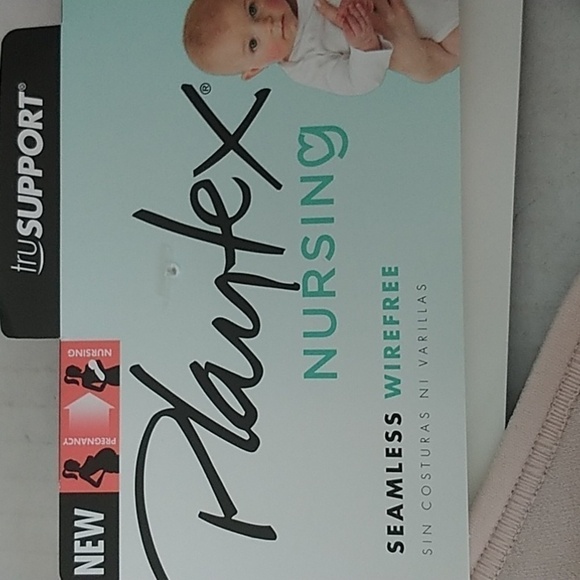 truSUPPORT®
NEW
PREGNANCY
NURSING
Playtex®
NURSING
SEAMLESS WIREFREE
SIN COSTURAS NI VARILLAS